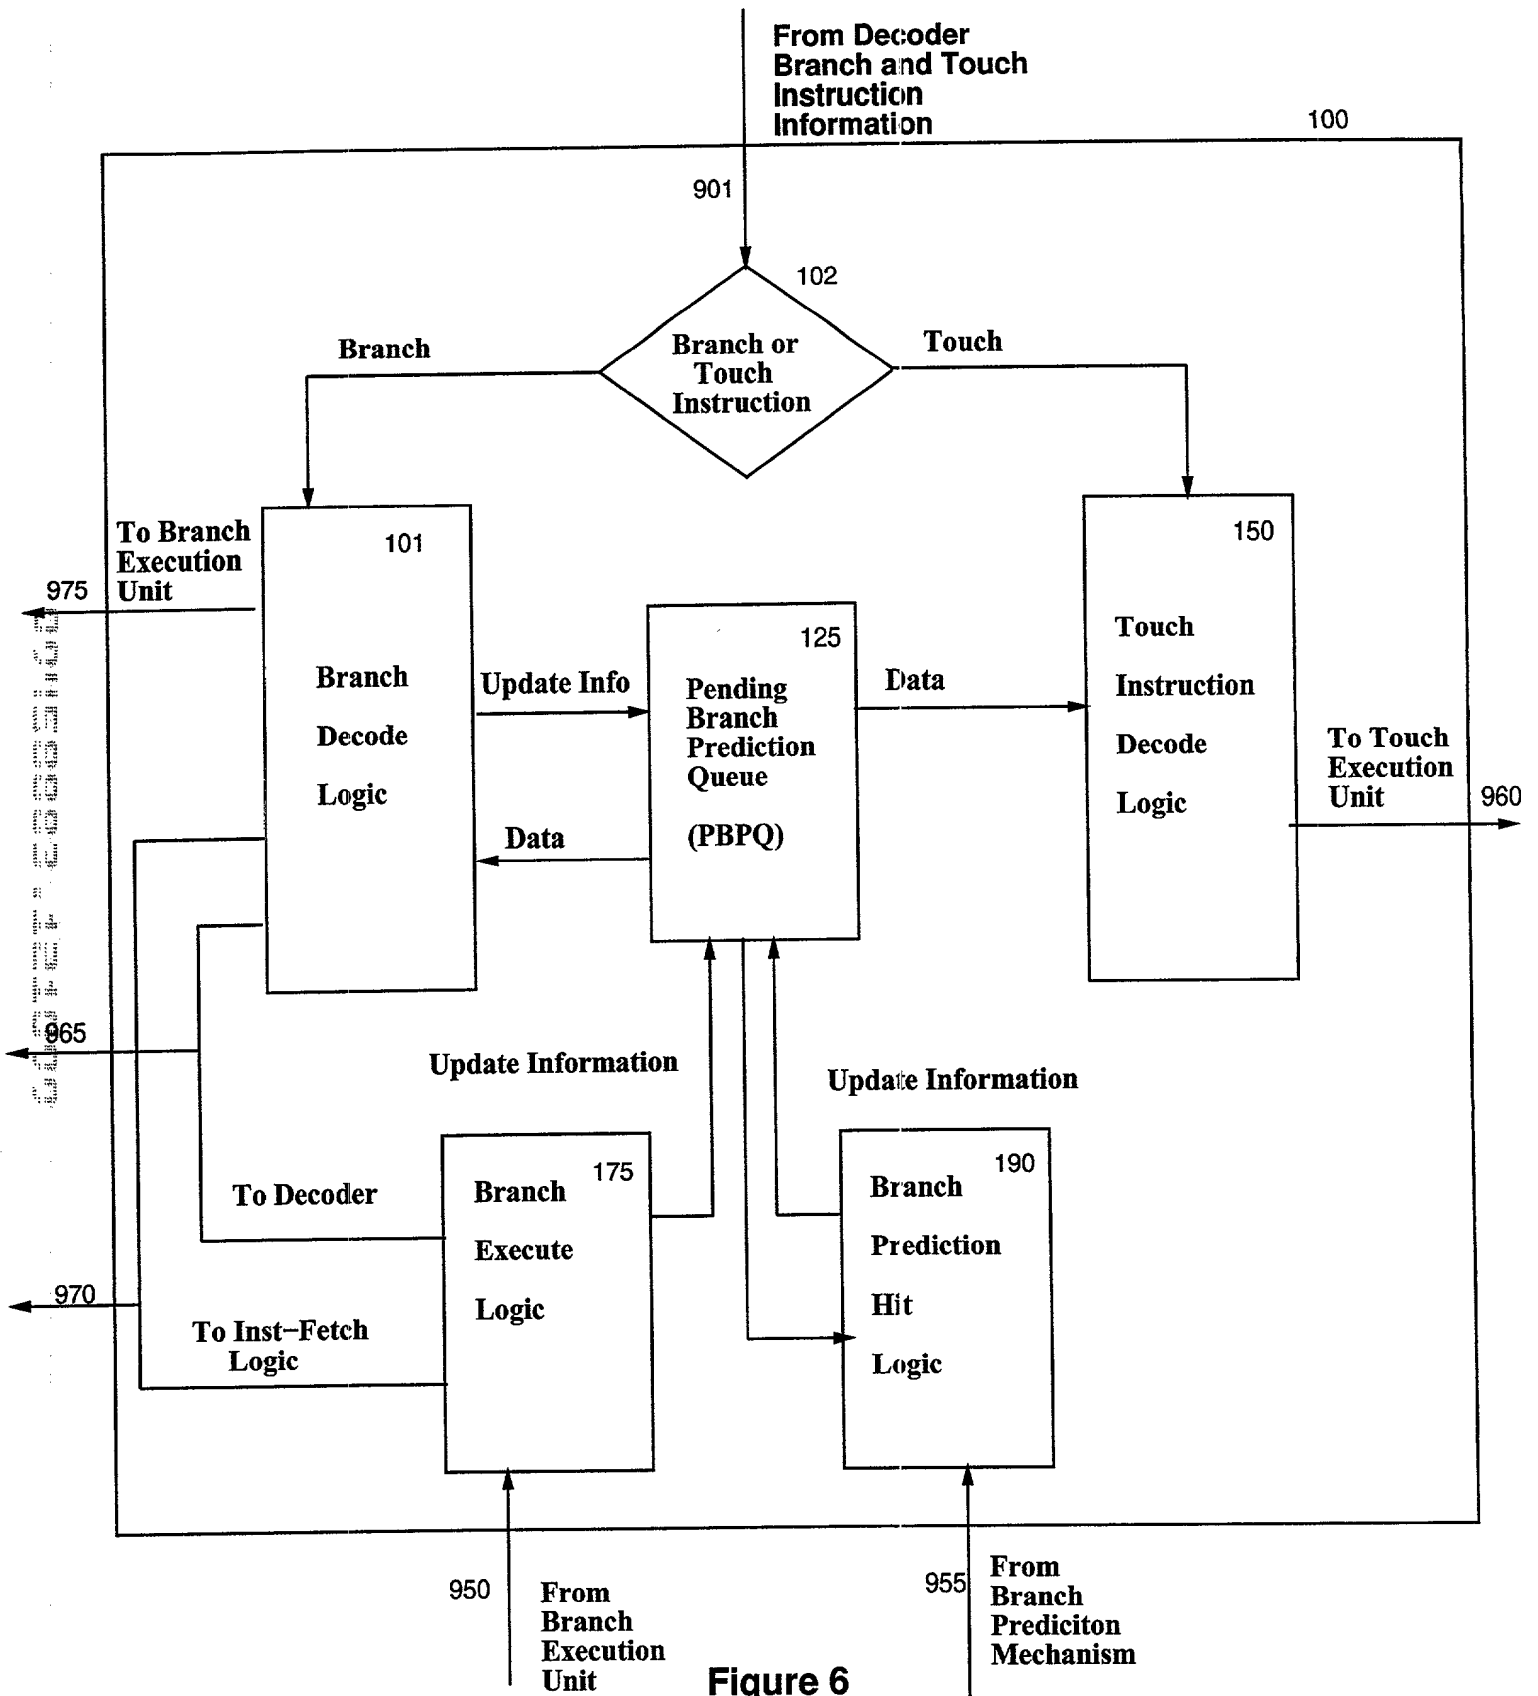 From Decoder
Branch and Touch
Instruction
Information
100
901
102
Branch or
Touch
Instruction
Branch
Touch
To Branch
Execution
Unit
975
101
Branch
Decode
Logic
Update Info
Data
125
Pending
Branch
Prediction
Queue
(PBPQ)
Data
150
Touch
Instruction
Decode
Logic
To Touch
Execution
Unit
960
965
Update Information
Update Information
To Decoder
175
Branch
Execute
Logic
190
Branch
Prediction
Hit
Logic
970
To Inst-Fetch
Logic
950
From
Branch
Execution
Unit
955
From
Branch
Prediciton
Mechanism
Figure 6